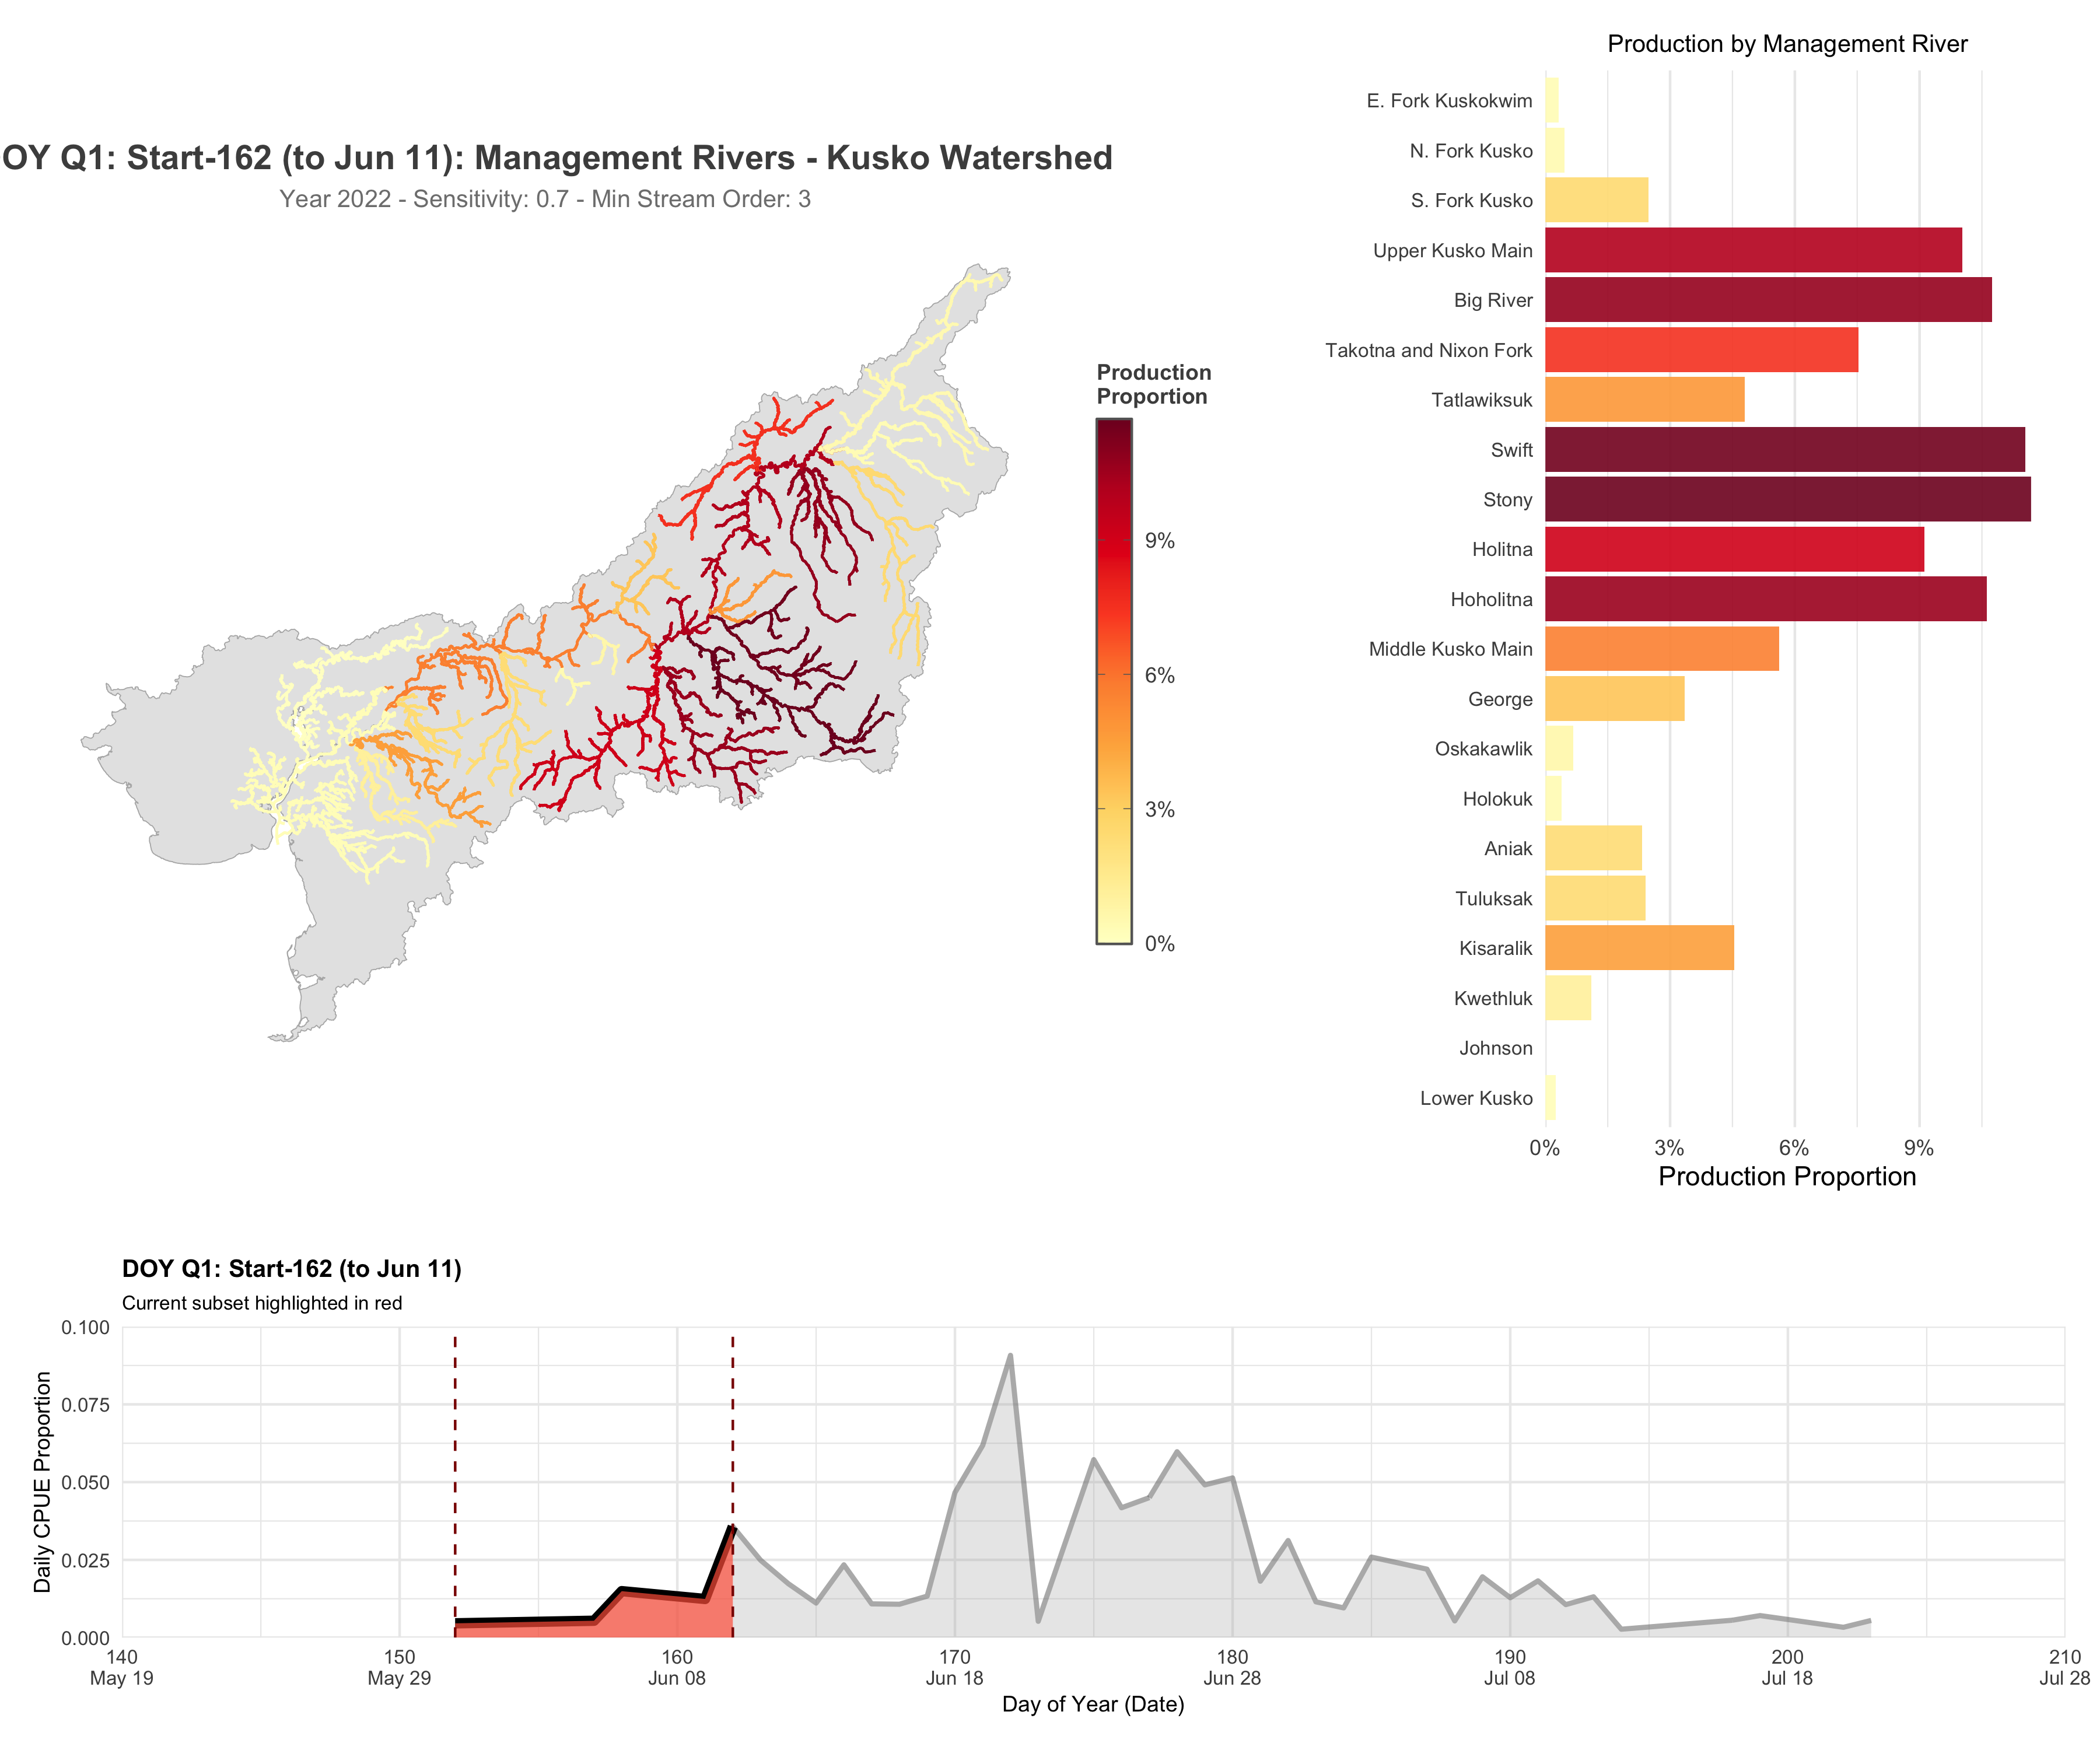 OY Q1: Start-162 (to Jun 11): Management Rivers - Kusko Watershed
Year 2022 - Sensitivity: 0.7 - Min Stream Order: 3
Production
Proportion
9%
6%
3%
0%
Production by Management River
E. Fork Kuskokwim
N. Fork Kusko
S. Fork Kusko
Upper Kusko Main
Big River
Takotna and Nixon Fork
Tatlawiksuk
Swift
Stony
Holitna
Hoholitna
Middle Kusko Main
George
Oskakawlik
Holokuk
Aniak
Tuluksak
Kisaralik
Kwethluk
Johnson
Lower Kusko
0% 3% 6% 9%
Production Proportion
DOY Q1: Start-162 (to Jun 11)
Current subset highlighted in red
Daily CPUE Proportion
0.100
0.075
0.050
0.025
0.000
140 150 160 170 180 190 200 210
May 19 May 29 Jun 08 Jun 18 Jun 28 Jul 08 Jul 18 Jul 28
Day of Year (Date)